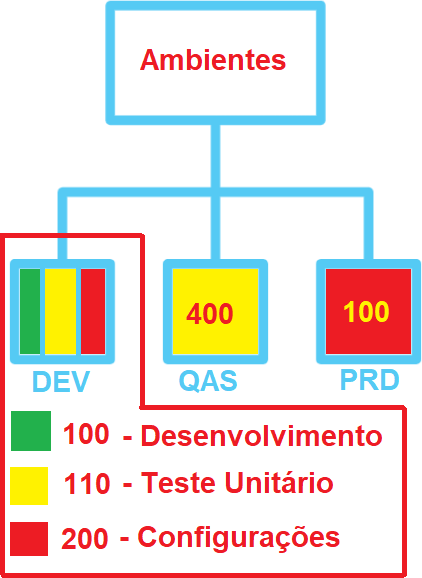 Ambientes
400
100
DEV
QAS
PRD
100 - Desenvolvimento
110 - Teste Unitário
200 - Configurações